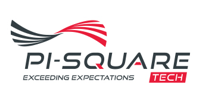 PI-SQUARE
EXCEEDING EXPECTATIONS TECH